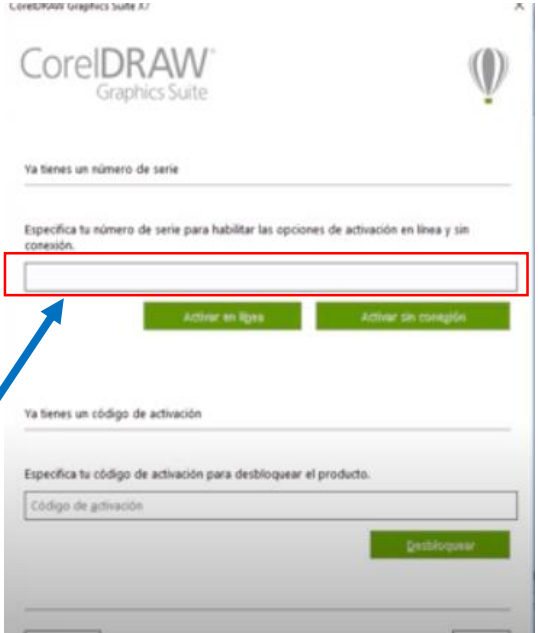 CorelDRAW Graphics Suite X7
CorelDRAW
Graphics Suite
Ya tienes un número de serie
Especifica tu número de serie para habilitar las opciones de activación en línea y sin
conexión.
Activar en línea
Activar sin conexión
Ya tienes un código de activación
Especifica tu código de activación para desbloquear el producto.
Código de activación
Desbloquear